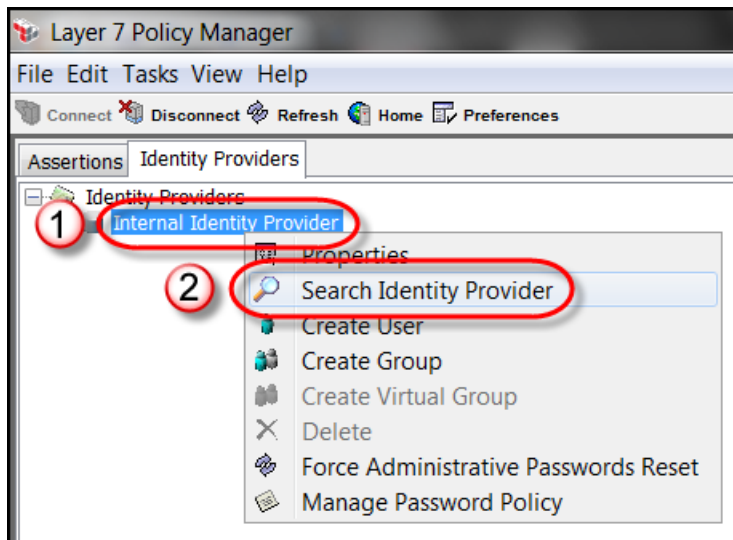 Layer 7 Policy Manager
File Edit Tasks View Help
Connect Disconnect Refresh Home Preferences
Assertions Identity Providers
Identity Providers
1 Internal Identity Provider
Properties
2 Search Identity Provider
Create User
Create Group
Create Virtual Group
Delete
Force Administrative Passwords Reset
Manage Password Policy